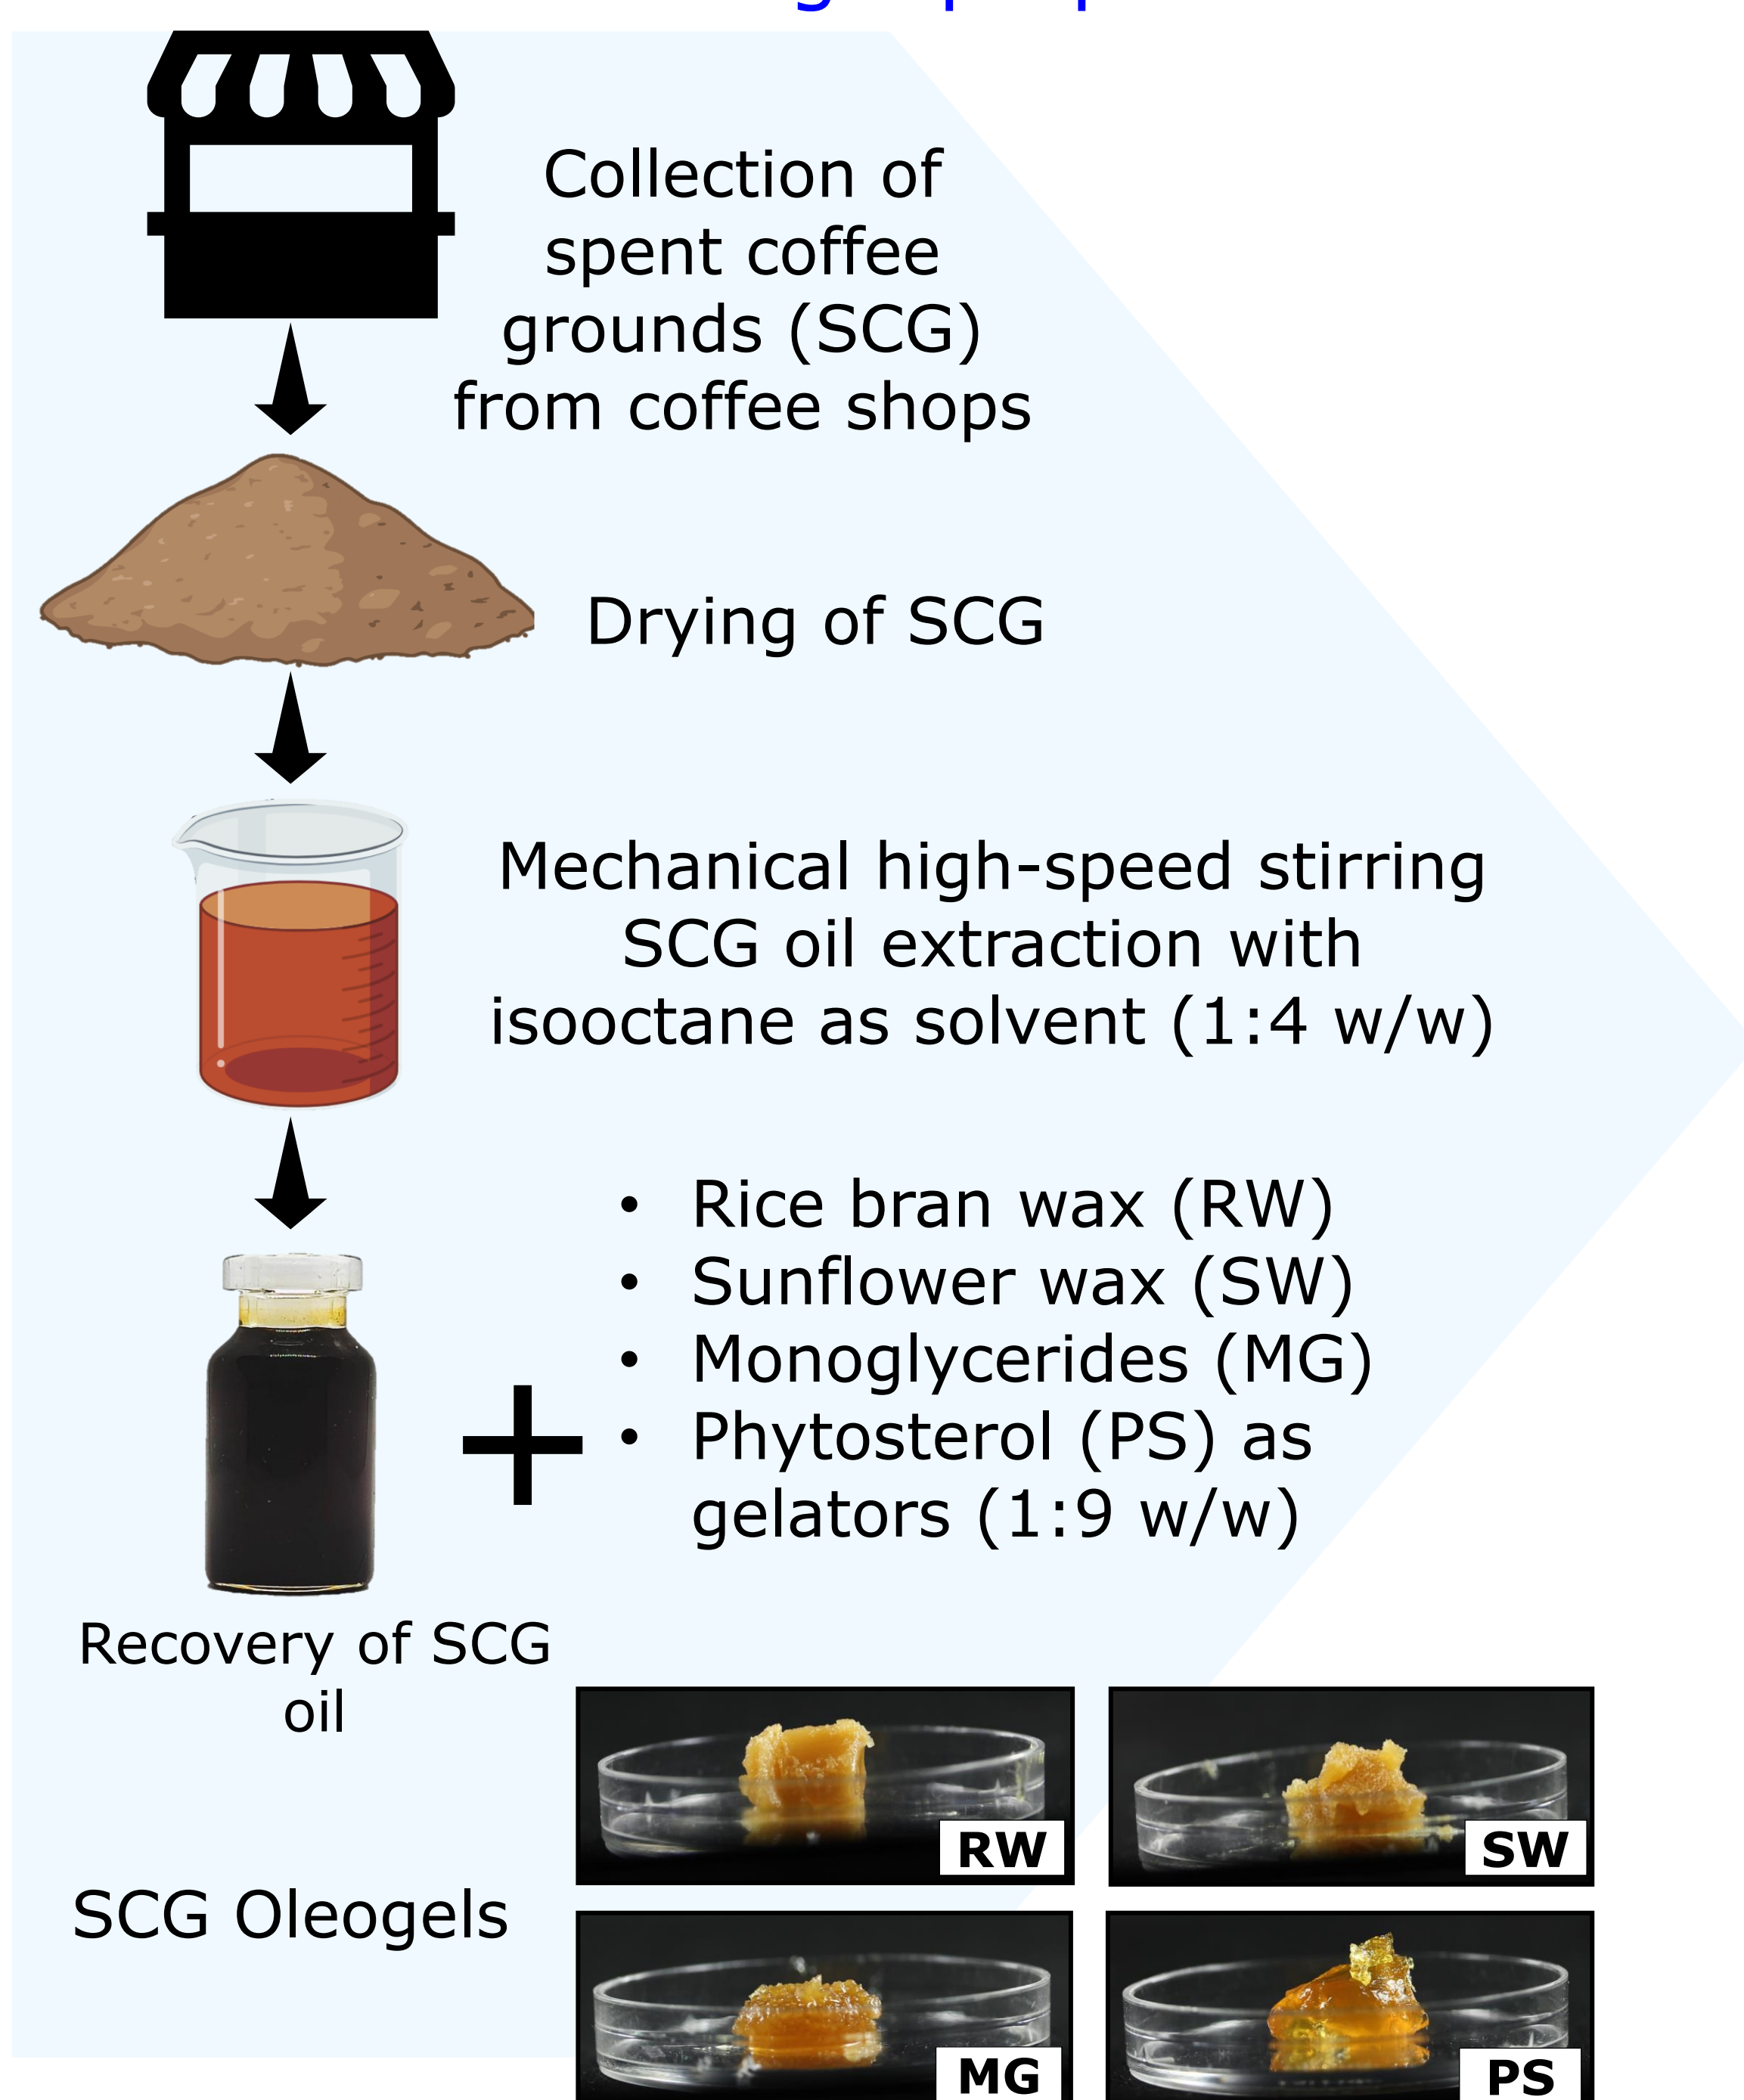 Collection of
spent coffee
grounds (SCG)
from coffee shops
Drying of SCG
Mechanical high-speed stirring
SCG oil extraction with
isooctane as solvent (1:4 w/w)
• Rice bran wax (RW)
• Sunflower wax (SW)
• Monoglycerides (MG)
+
• Phytosterol (PS) as
gelators (1:9 w/w)
Recovery of SCG
oil
RW
SW
SCG Oleogels
MG
PS